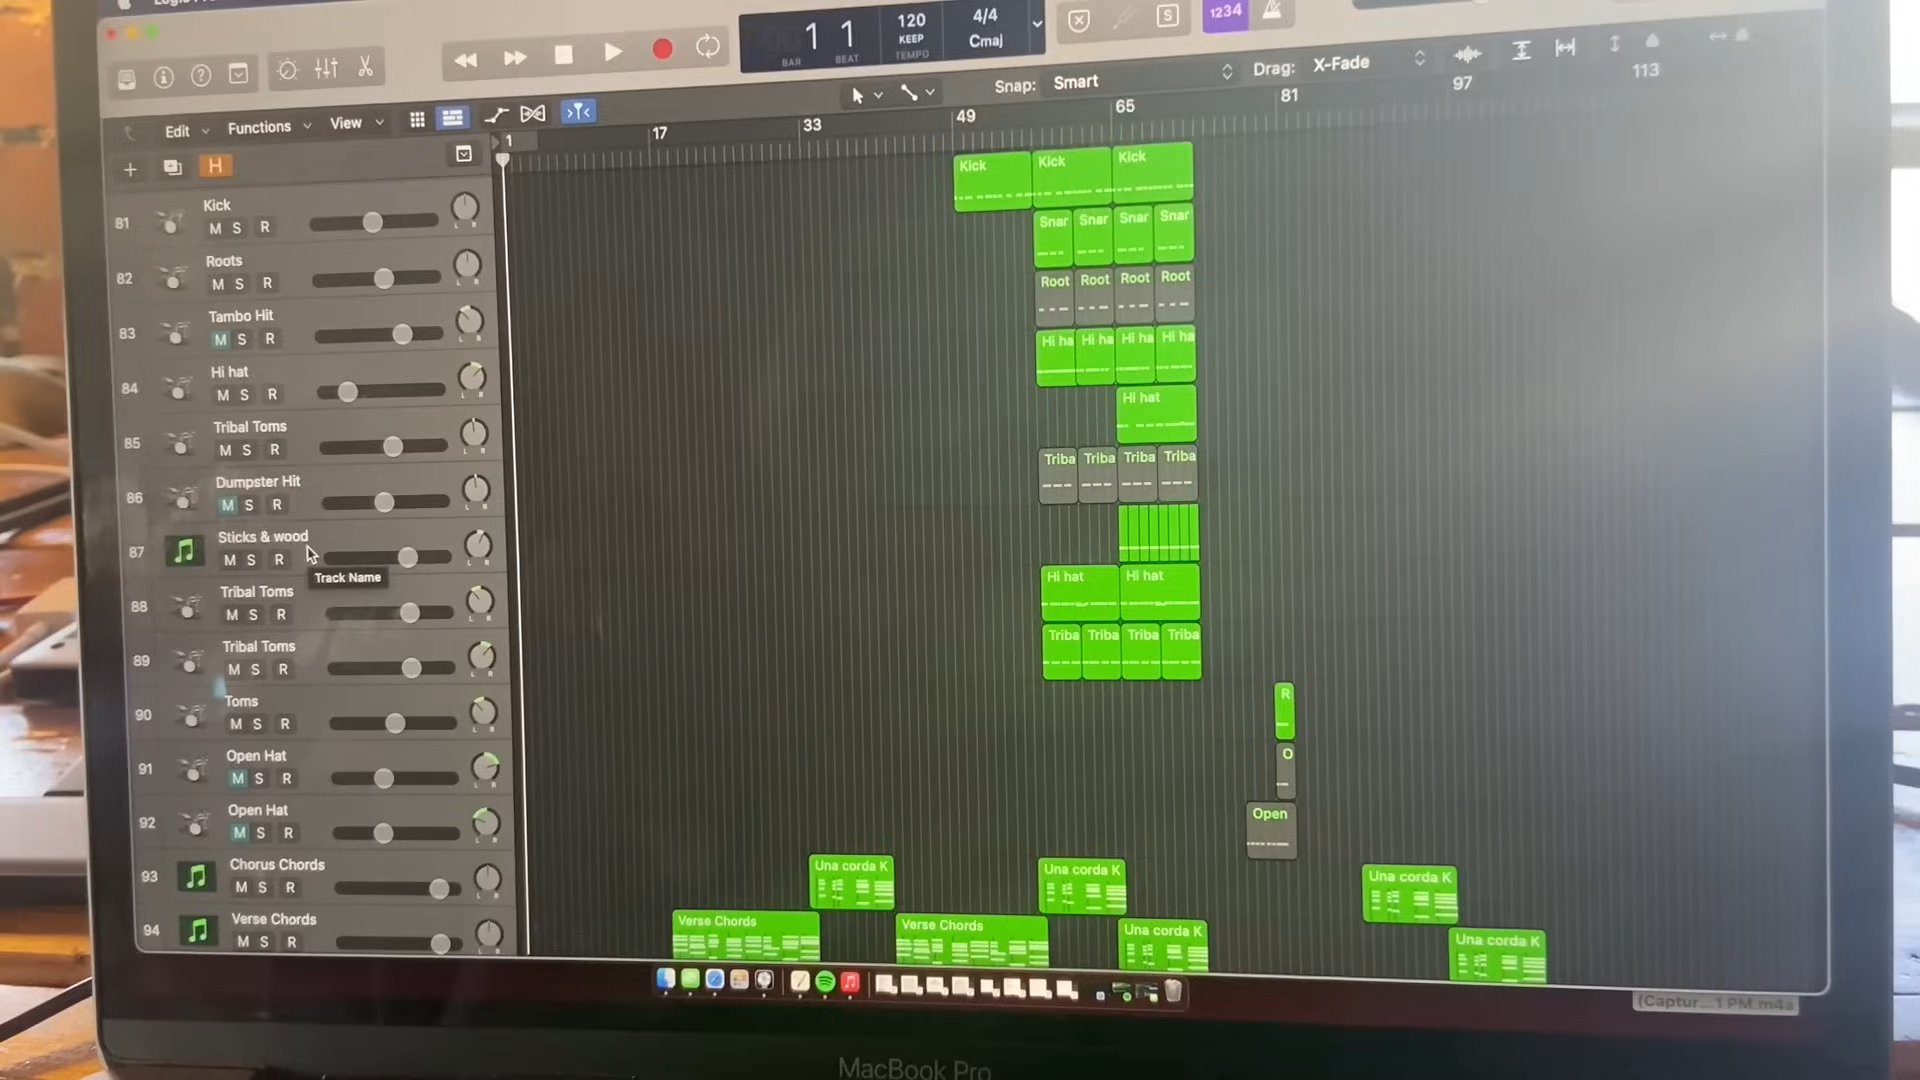 1 1
BAR BEAT
120
KEEP
TEMPO
4/4
Cmaj
S
1234
Edit Functions View
Snap: Smart
Drag: X-Fade
1 17 33 49 65 81 97 113
H
81 Kick
M S R
L R
82 Roots
M S R
L R
83 Tambo Hit
M S R
L R
84 Hi hat
M S R
L R
85 Tribal Toms
M S R
L R
86 Dumpster Hit
M S R
L R
87 Sticks & wood
M S R
L R
Track Name
88 Tribal Toms
M S R
L R
89 Tribal Toms
M S R
L R
90 Toms
M S R
L R
91 Open Hat
M S R
L R
92 Open Hat
M S R
L R
93 Chorus Chords
M S R
L R
94 Verse Chords
M S R
L R
Kick Kick Kick
Snar Snar Snar Snar
Root Root Root Root
Hi ha Hi ha Hi ha Hi ha
Hi hat
Triba Triba Triba Triba
Hi hat Hi hat
Triba Triba Triba Triba
R
O
Open
Una corda K Una corda K Una corda K
Verse Chords Verse Chords Una corda K Una corda K
(Captur...1 PM.m4a
MacBook Pro